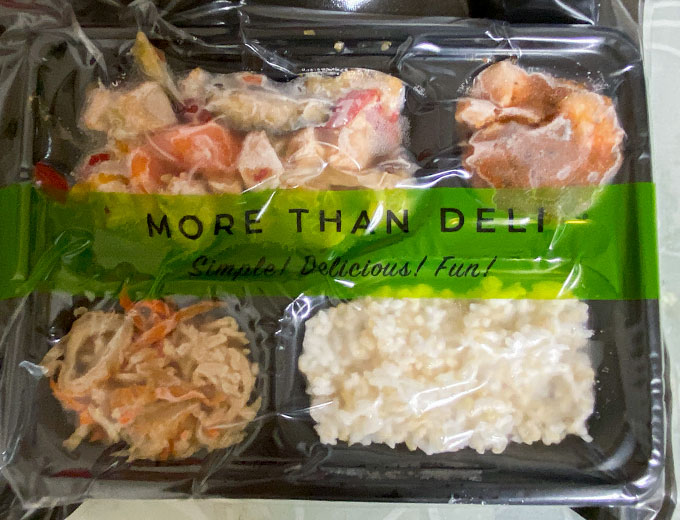 MORE THAN DELI
Simple! Delicious! Fun!